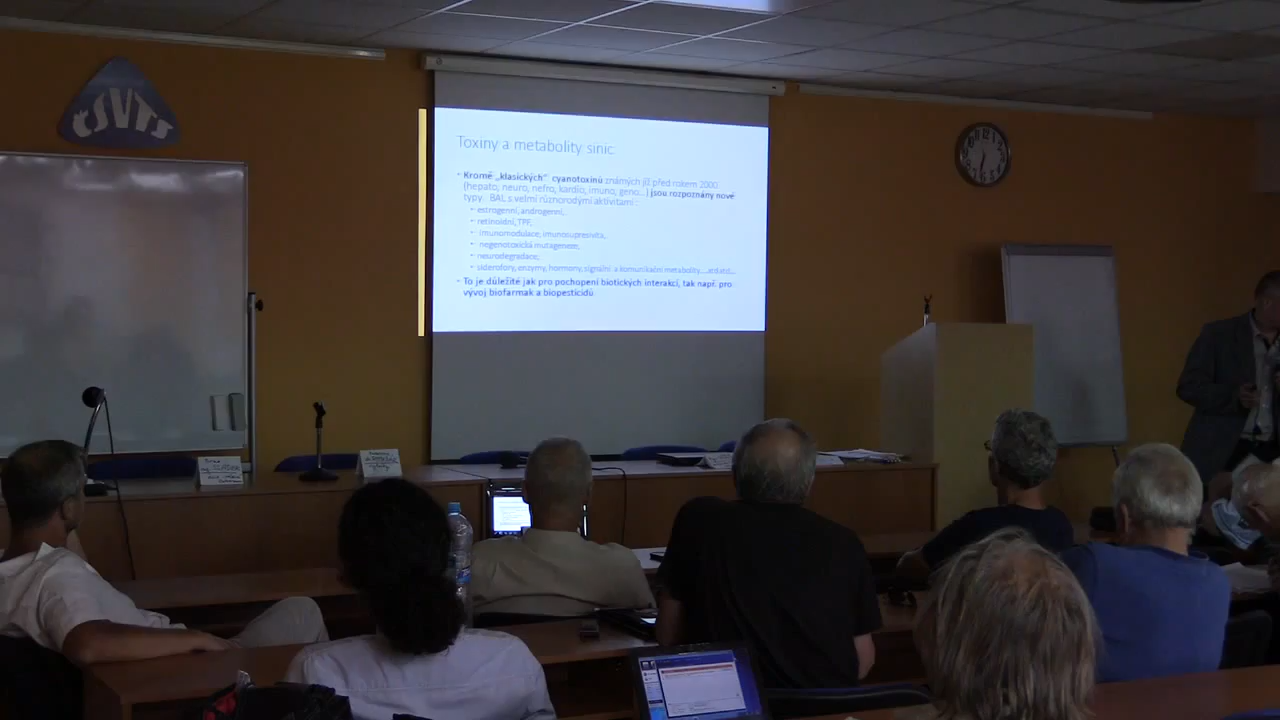 ČSVTS
Toxiny a metabolity sinic:
Kromě „klasických" cyanotoxinů známých již před rokem 2000
(hepato, neuro, nefro, kardio, imuno, geno...) jsou rozpoznány nové
typy. BAL s velmi různorodými aktivitami :
estrogenní, androgenní,
retinoidní, TPF,
imunomodulace, imunosupresivita,
negenotoxická mutageneze,
neurodegradace,
siderofory, enzymy, hormony, signální a komunikační metabolity,
To je důležité jak pro pochopení biotických interakcí, tak např. pro
vývoj biofarmak a biopesticidů